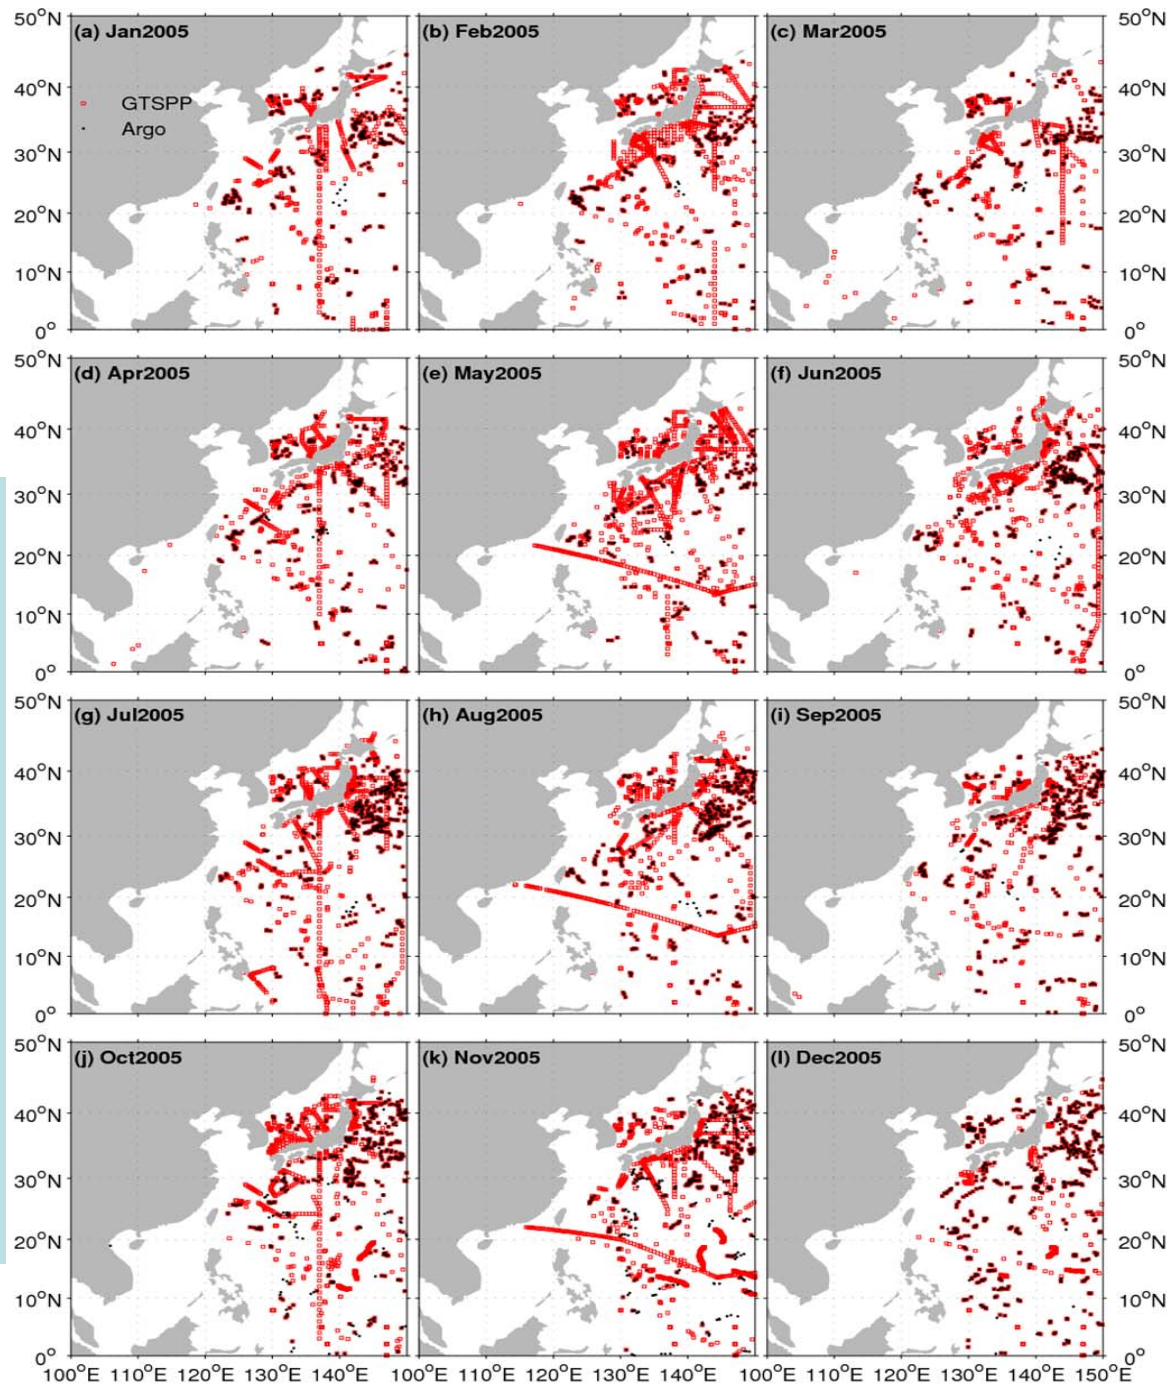 50°N (a) Jan2005 (b) Feb2005 (c) Mar2005 50°N
40°N GTSPP 40°N
Argo
30°N 30°N
20°N 20°N
10°N 10°N
0° 0°
50°N (d) Apr2005 (e) May2005 (f) Jun2005 50°N
40°N 40°N
30°N 30°N
20°N 20°N
10°N 10°N
0° 0°
50°N (g) Jul2005 (h) Aug2005 (i) Sep2005 50°N
40°N 40°N
30°N 30°N
20°N 20°N
10°N 10°N
0° 0°
50°N (j) Oct2005 (k) Nov2005 (l) Dec2005 50°N
40°N 40°N
30°N 30°N
20°N 20°N
10°N 10°N
0° 0°
100°E 110°E 120°E 130°E 140°E 100°E 110°E 120°E 130°E 140°E 100°E 110°E 120°E 130°E 140°E 150°E